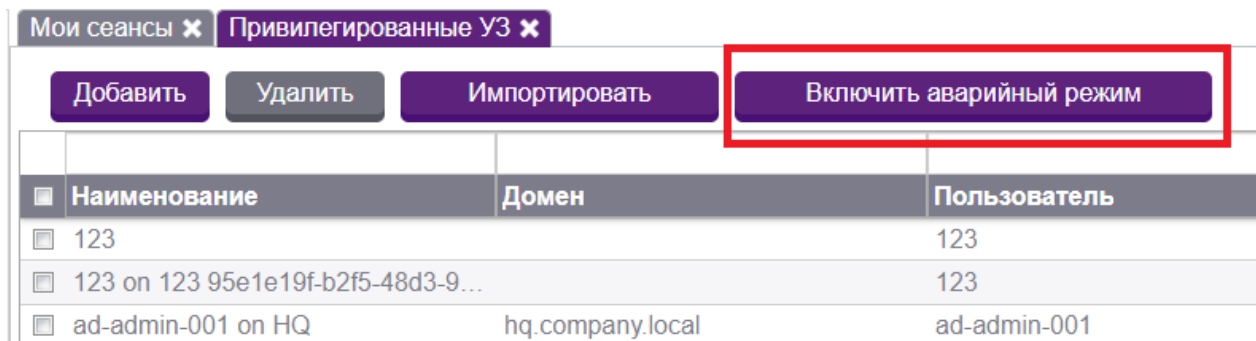 Мои сеансы Привилегированные УЗ
Добавить Удалить Импортировать Включить аварийный режим
Наименование Домен Пользователь
123 123
123 on 123 95e1e19f-b2f5-48d3-9... 123
ad-admin-001 on HQ hq.company.local ad-admin-001